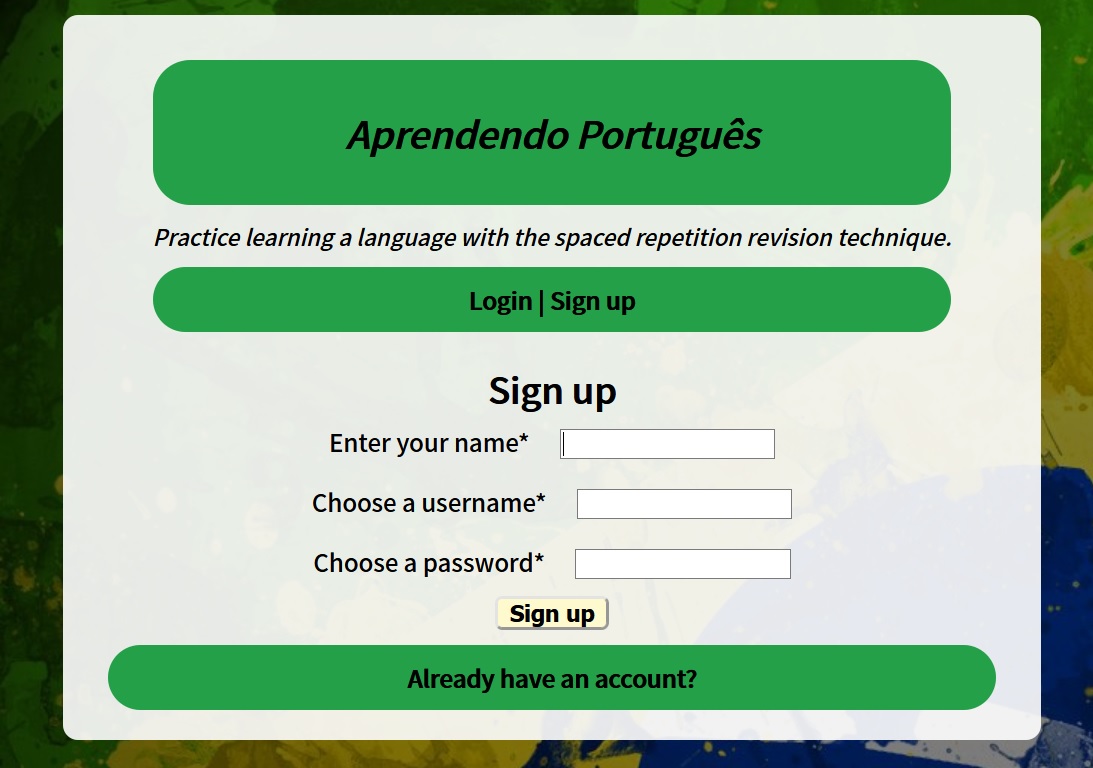 Aprendendo Português
Practice learning a language with the spaced repetition revision technique.
Login | Sign up
Sign up
Enter your name*
Choose a username*
Choose a password*
Sign up
Already have an account?